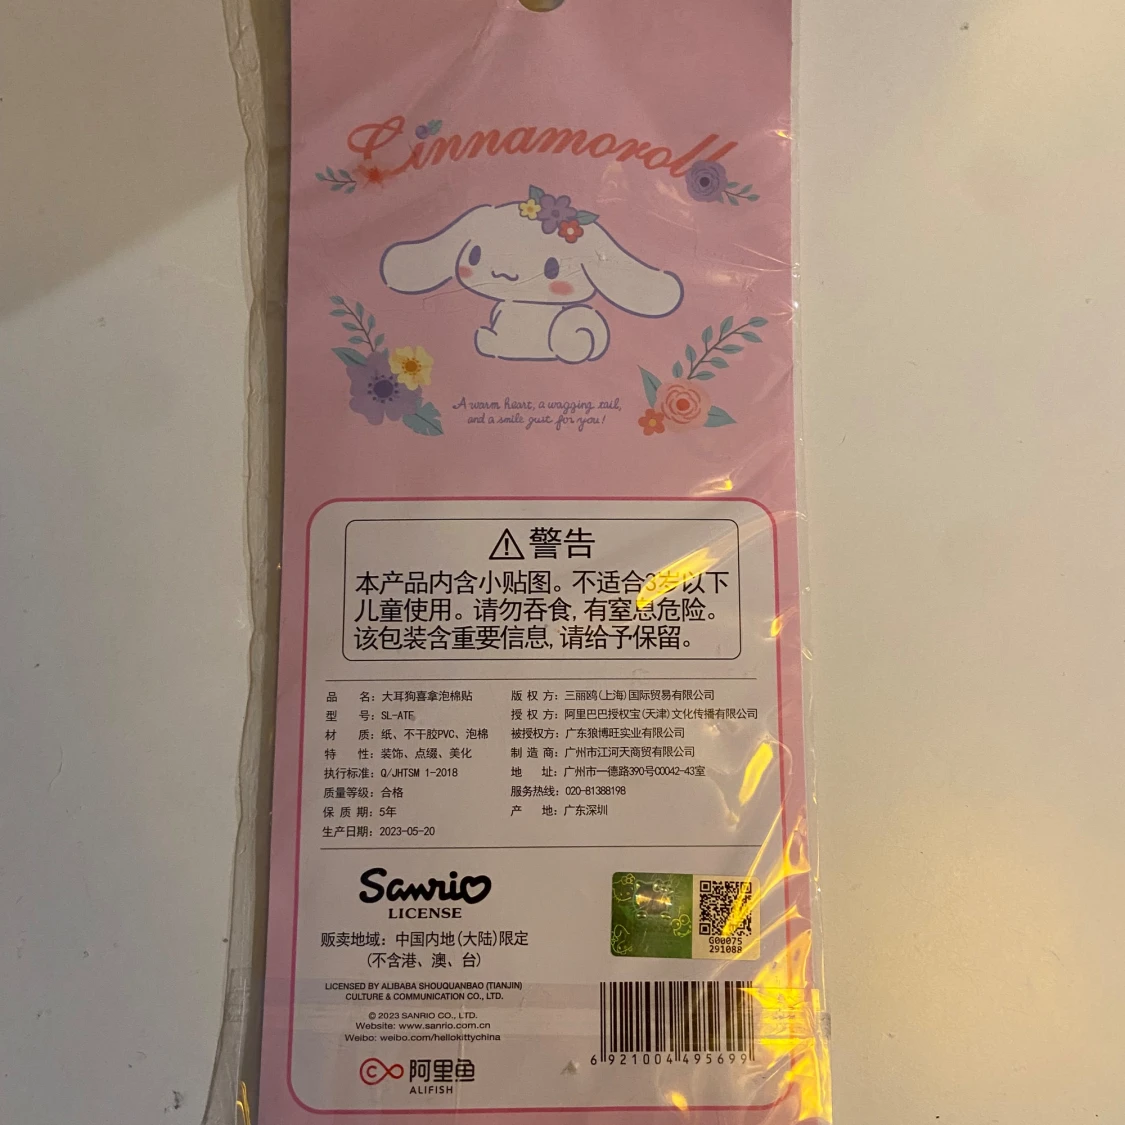 Cinnamoroll
A warm heart, a wagging tail,
and a smile just for you!
警告
本产品内含小贴图。不适合3岁以下
儿童使用。请勿吞食,有窒息危险。
该包装含重要信息,请给予保留。
品 名：大耳狗喜拿泡棉贴
型 号：SL-ATE
材 质：纸、不干胶PVC、泡棉
特 性：装饰、点缀、美化
执行标准：Q/JHTSM 1-2018
质量等级：合格
保 质 期：5年
生产日期：2023-05-20
版 权 方：三丽鸥(上海)国际贸易有限公司
授 权 方：阿里巴巴授权宝(天津)文化传播有限公司
被授权方：广东狼博旺实业有限公司
制 造 商：广州市江河天商贸有限公司
地 址：广州市一德路390号C0042-43室
服务热线：020-81388198
产 地：广东深圳
Sanrio
LICENSE
贩卖地域：中国内地(大陆)限定
(不含港、澳、台)
LICENSED BY ALIBABA SHOUQUANBAO (TIANJIN)
CULTURE & COMMUNICATION CO., LTD.
© 2023 SANRIO CO., LTD.
Website: www.sanrio.com.cn
Weibo: weibo.com/hellokittychina
阿里鱼
ALIFISH
G00075
291088
6 921004 495699